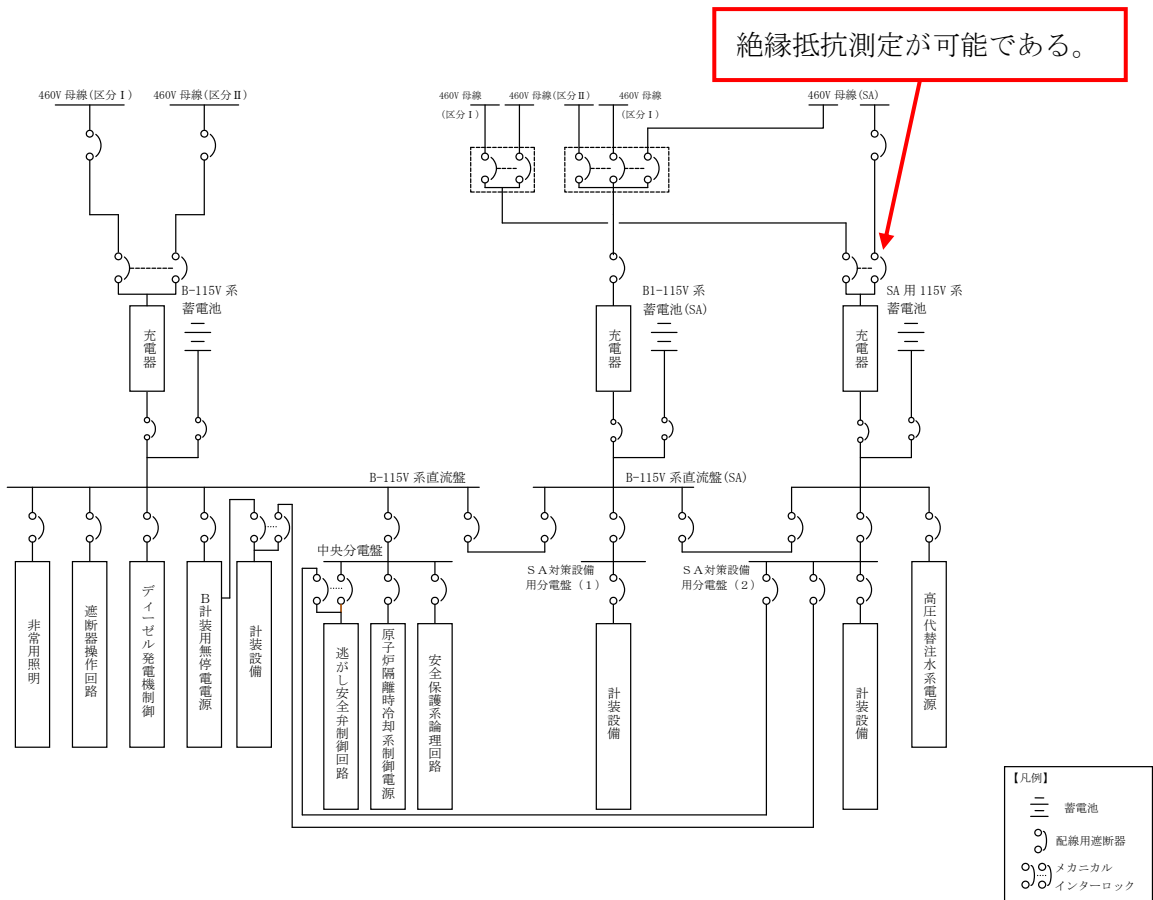 絶縁抵抗測定が可能である。
460V 母線(区分Ⅰ)
460V 母線(区分Ⅱ)
460V 母線
(区分Ⅰ)
460V 母線(区分Ⅱ)
460V 母線
(区分Ⅰ)
460V 母線(SA)
B-115V 系
蓄電池
充電器
B1-115V 系
蓄電池(SA)
充電器
SA 用 115V 系
蓄電池
充電器
B-115V 系直流盤
B-115V 系直流盤(SA)
中央分電盤
ＳＡ対策設備
用分電盤（１）
ＳＡ対策設備
用分電盤（２）
非常用照明
遮断器操作回路
ディーゼル発電機制御
Ｂ計装用無停電電源
計装設備
逃がし安全弁制御回路
原子炉隔離時冷却系制御電源
安全保護系論理回路
計装設備
計装設備
高圧代替注水系電源
【凡例】
蓄電池
配線用遮断器
メカニカル
インターロック